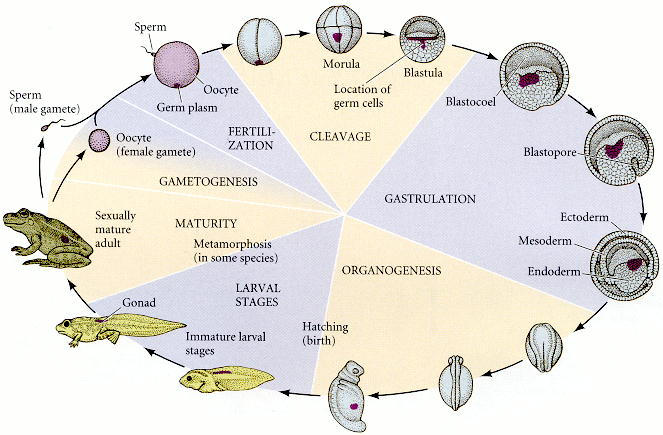 Sperm
Morula
Blastula
Location of
germ cells
Oocyte
Germ plasm
Sperm
(male gamete)
Oocyte
(female gamete)
FERTILI-
ZATION
CLEAVAGE
Blastocoel
Blastopore
GAMETOGENESIS
GASTRULATION
Sexually
mature
adult
MATURITY
Metamorphosis
(in some species)
Ectoderm
Mesoderm
Endoderm
ORGANOGENESIS
LARVAL
STAGES
Gonad
Immature larval
stages
Hatching
(birth)